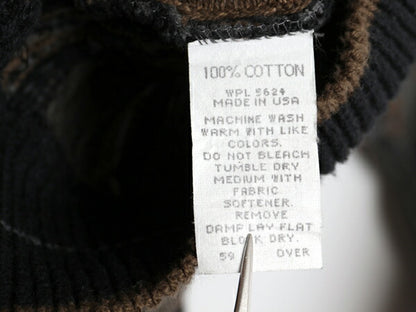 100% COTTON
WPL 5624
MADE IN USA
MACHINE WASH
WARM WITH LIKE
COLORS.
DO NOT BLEACH
TUMBLE DRY
MEDIUM WITH
FABRIC
SOFTENER.
REMOVE
DAMP LAY FLAT
DRY.
59 OVER